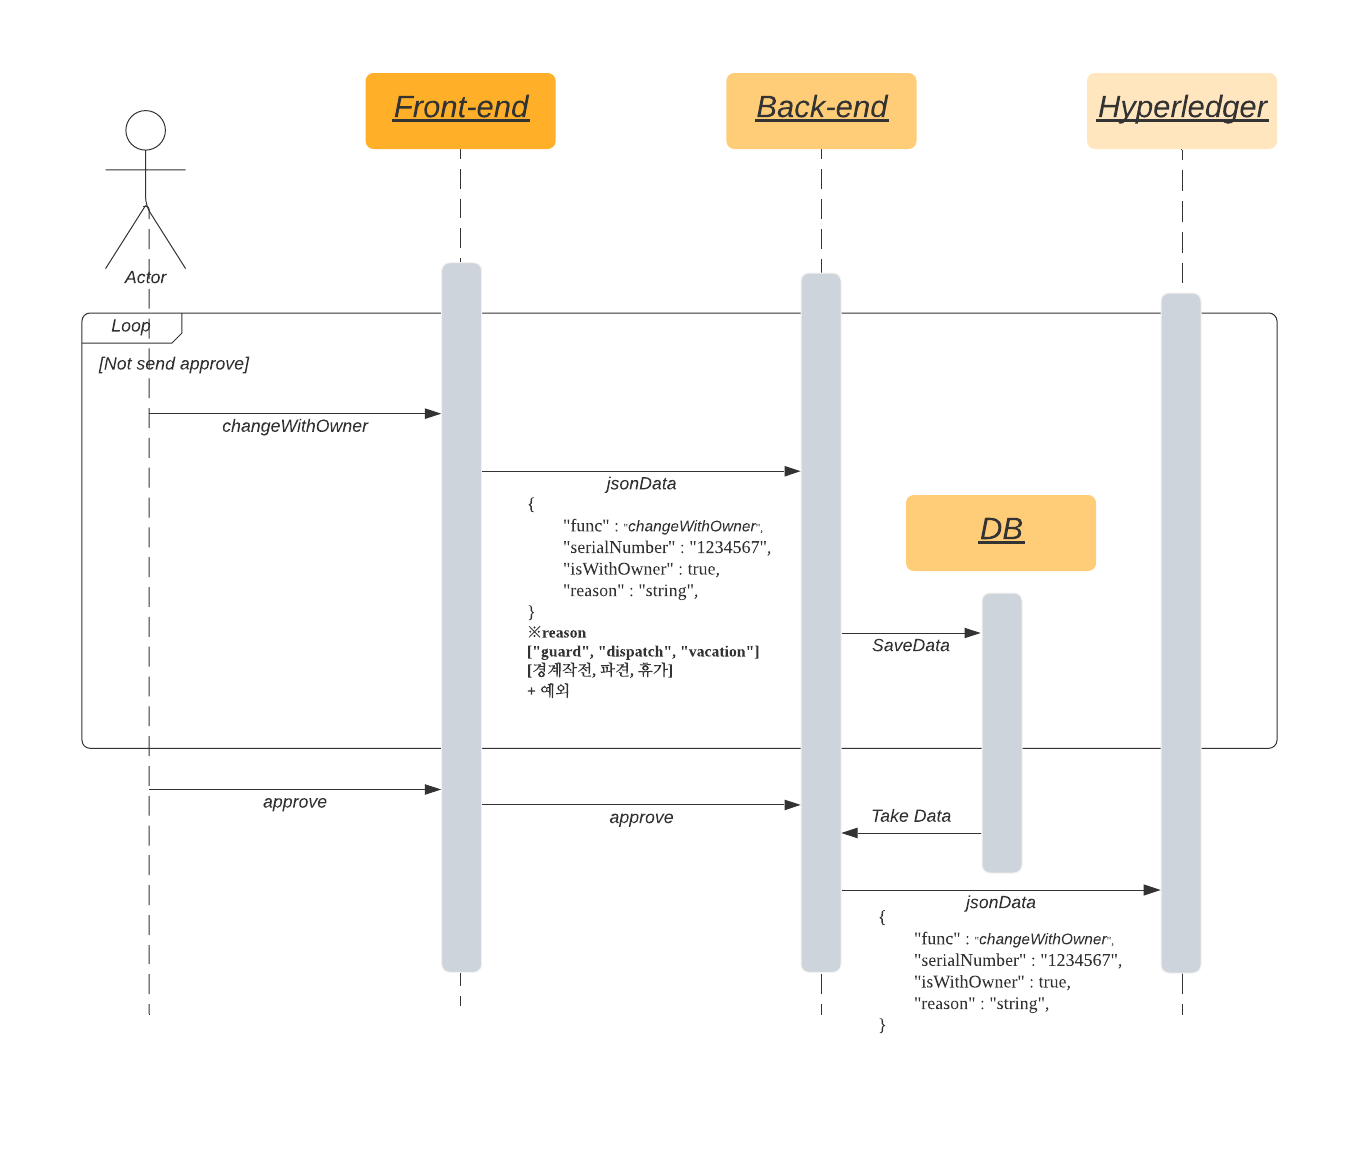 Front-end
Back-end
Hyperledger
Actor
Loop
[Not send approve]
changeWithOwner
jsonData
{
"func" : "changeWithOwner",
"serialNumber" : "1234567",
"isWithOwner" : true,
"reason" : "string",
}
※reason
["guard", "dispatch", "vacation"]
[경계작전, 파견, 휴가]
+ 예외
DB
SaveData
approve
approve
Take Data
jsonData
{
"func" : "changeWithOwner",
"serialNumber" : "1234567",
"isWithOwner" : true,
"reason" : "string",
}